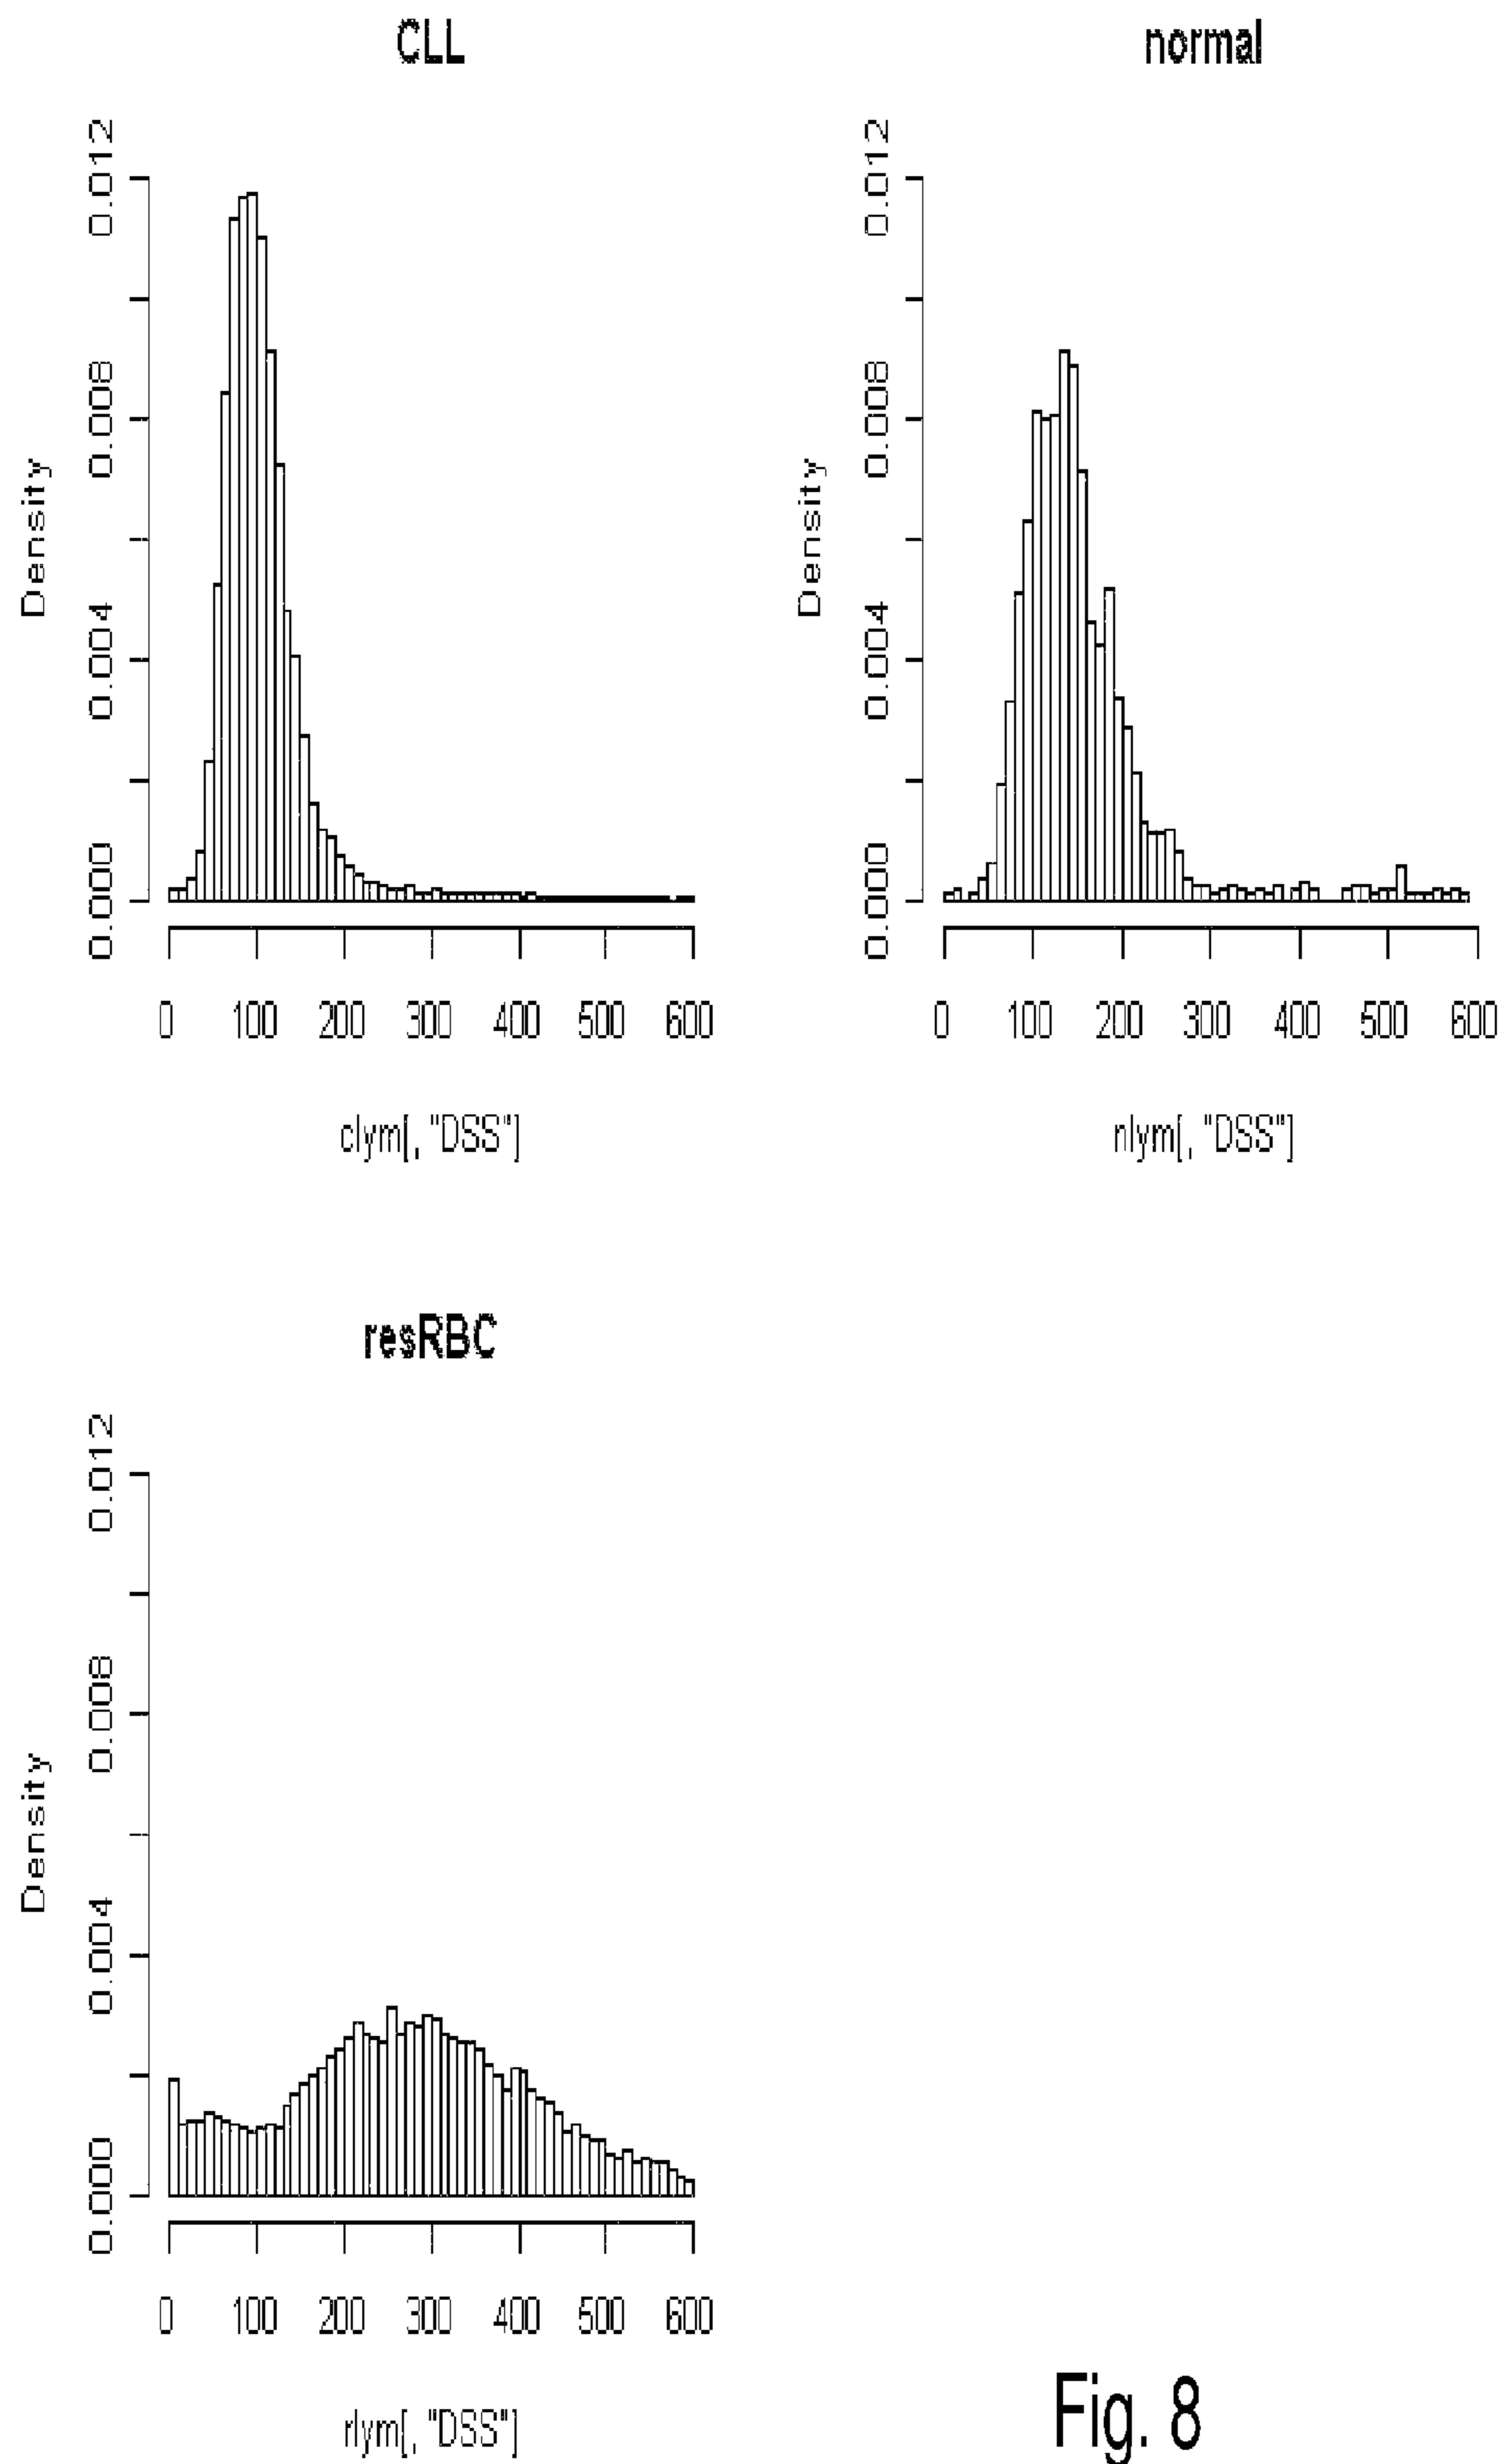 CLL
Density
0.000 0.004 0.008 0.012
0 100 200 300 400 500 600
clym[, "DSS"]
normal
Density
0.000 0.004 0.008 0.012
0 100 200 300 400 500 600
nlym[, "DSS"]
resRBC
Density
0.000 0.004 0.008 0.012
0 100 200 300 400 500 600
rlym[, "DSS"]
Fig. 8